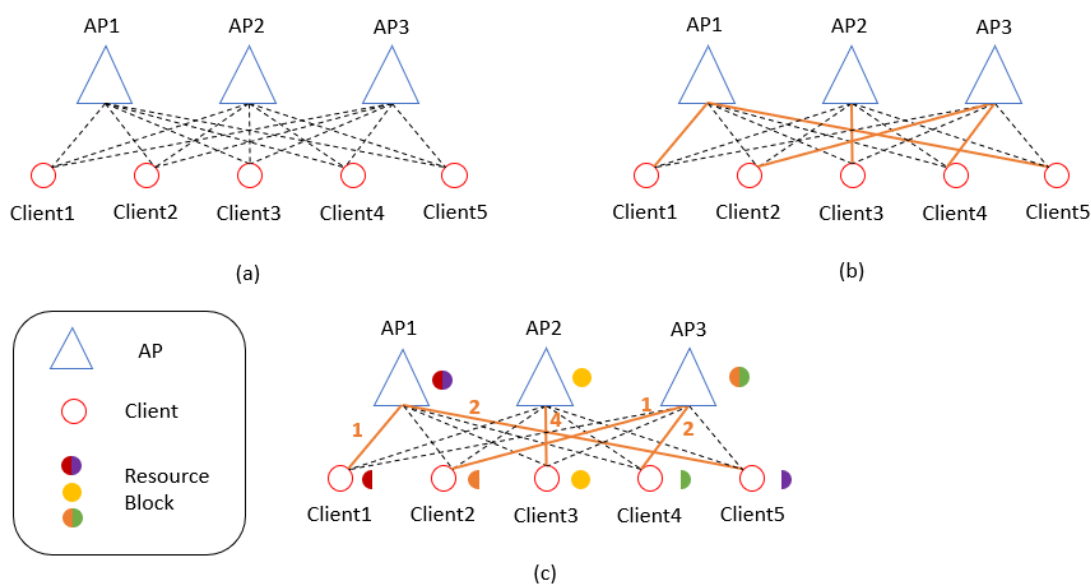 AP1 AP2 AP3
Client1 Client2 Client3 Client4 Client5
(a)
AP1 AP2 AP3
Client1 Client2 Client3 Client4 Client5
(b)
AP
Client
Resource
Block
AP1 AP2 AP3
1 2 4 1 2
Client1 Client2 Client3 Client4 Client5
(c)